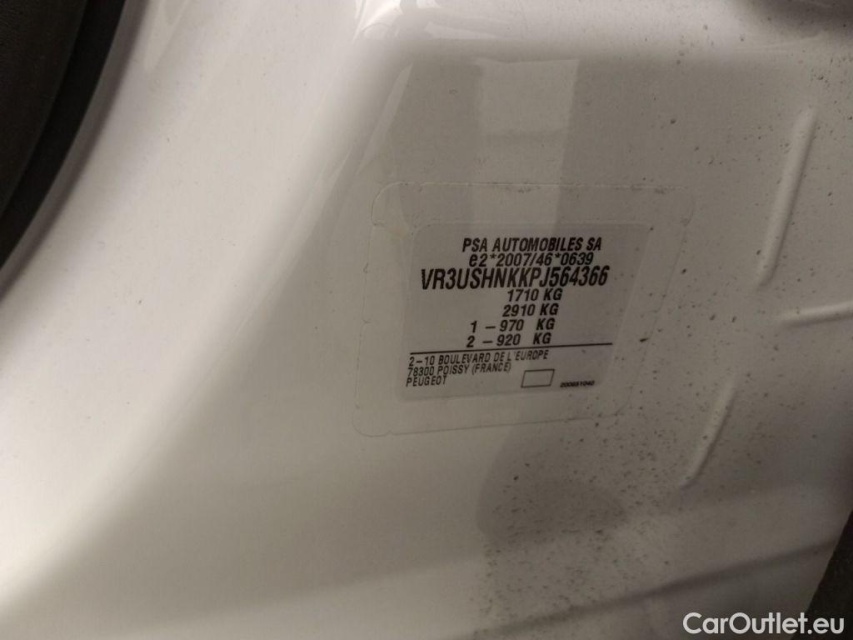 PSA AUTOMOBILES SA
e2*2007/46*0639
VR3USHNKKPJ564366
1710 KG
2910 KG
1 – 970 KG
2 – 920 KG
2–10 BOULEVARD DE L'EUROPE
78300 POISSY (FRANCE)
PEUGEOT
CarOutlet.eu